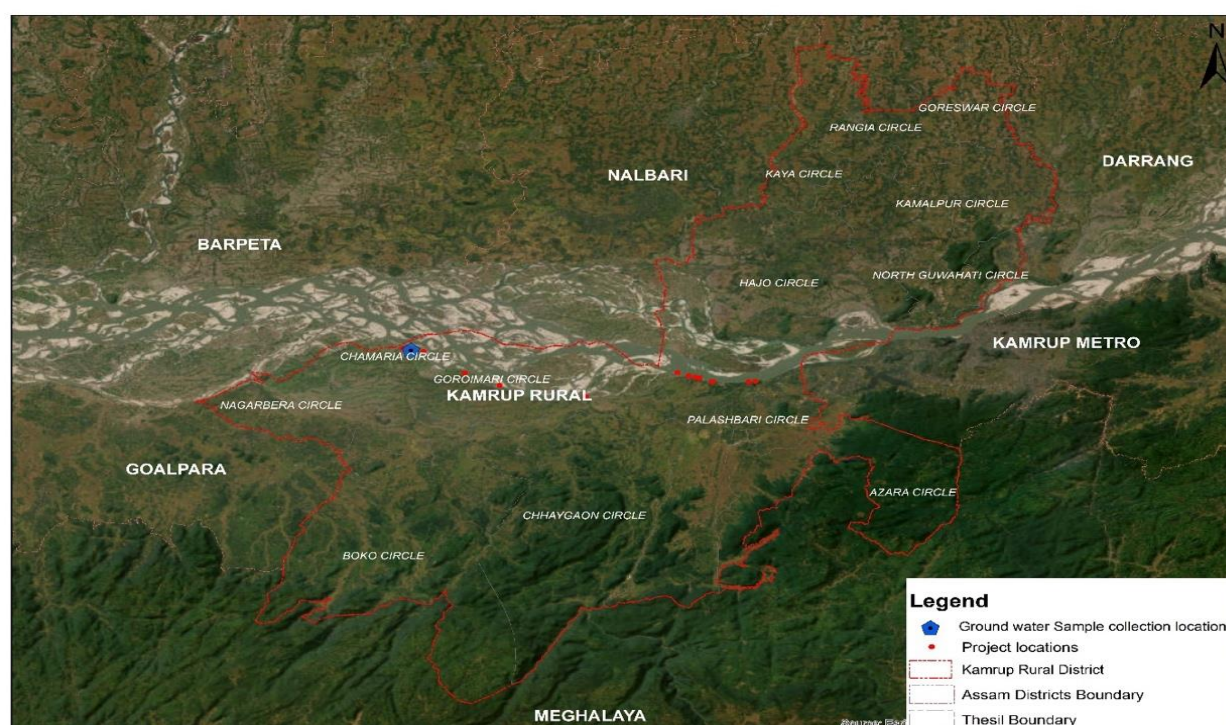 N
GORESWAR CIRCLE
RANGIA CIRCLE
DARRANG
NALBARI
KAYA CIRCLE
KAMALPUR CIRCLE
BARPETA
NORTH GUWAHATI CIRCLE
HAJO CIRCLE
KAMRUP METRO
CHAMARIA CIRCLE
GOROIMARI CIRCLE
KAMRUP RURAL
NAGARBERA CIRCLE
PALASHBARI CIRCLE
GOALPARA
AZARA CIRCLE
CHHAYGAON CIRCLE
BOKO CIRCLE
MEGHALAYA
Legend
Ground water Sample collection location
Project locations
Kamrup Rural District
Assam Districts Boundary
Thesil Boundary